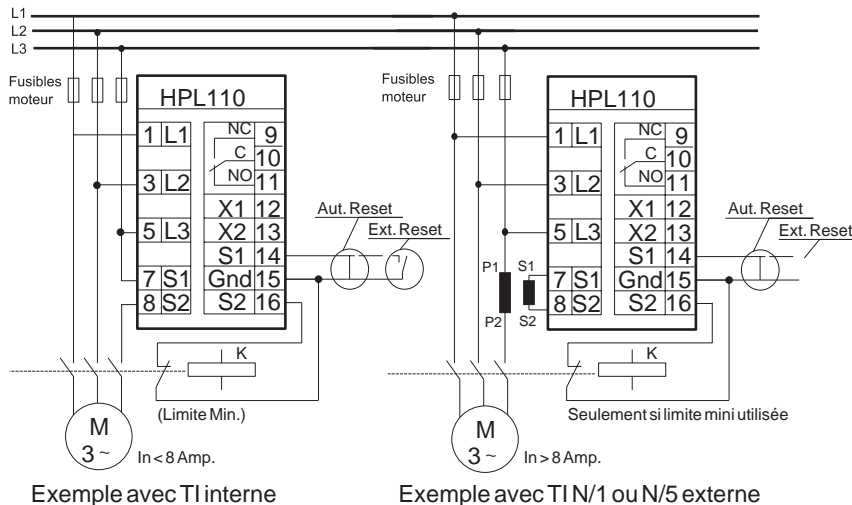 L1
L2
L3
Fusibles
moteur
HPL110
1 L1 NC 9
C 10
3 L2 NO 11
X1 12
5 L3 X2 13
S1 14
7 S1 Gnd 15
8 S2 S2 16
Aut. Reset
Ext. Reset
K
(Limite Min.)
M
3 ~
In < 8 Amp.
Exemple avec TI interne
Fusibles
moteur
HPL110
1 L1 NC 9
C 10
3 L2 NO 11
X1 12
5 L3 X2 13
S1 14
7 S1 Gnd 15
8 S2 S2 16
P1
P2
S1
S2
Aut. Reset
Ext. Reset
K
Seulement si limite mini utilisée
M
3 ~
In > 8 Amp.
Exemple avec TI N/1 ou N/5 externe